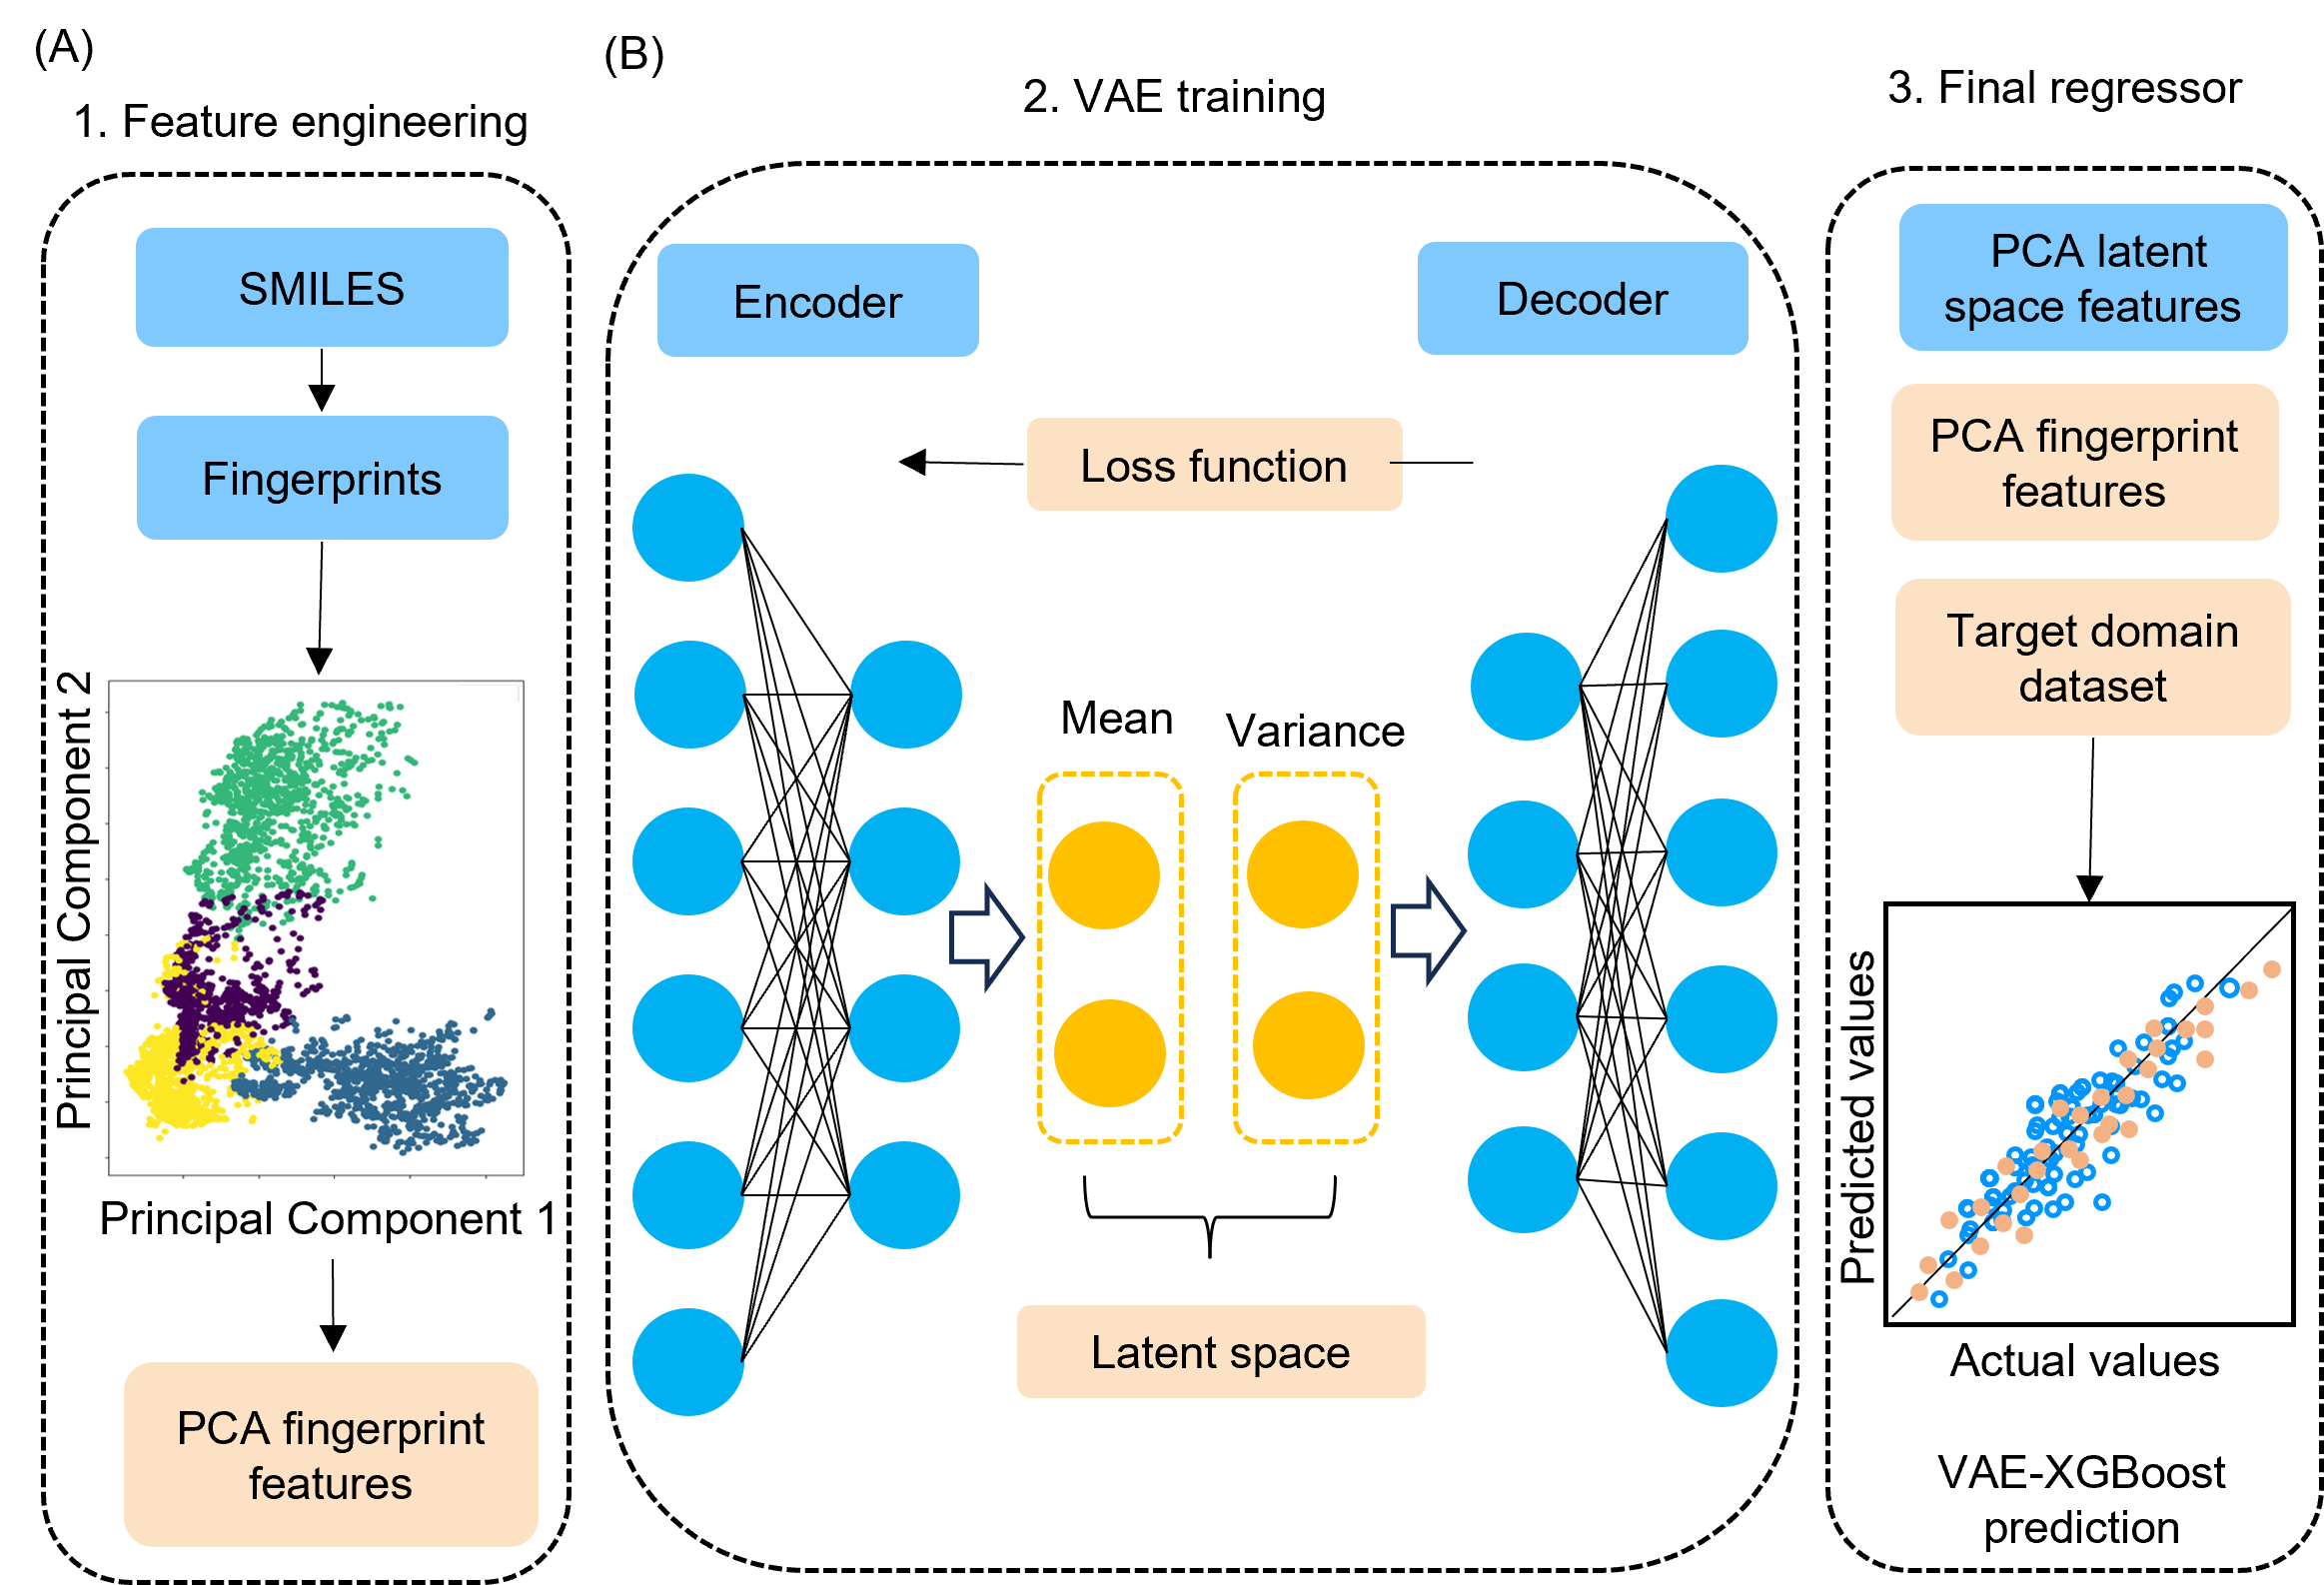 (A)
1. Feature engineering
SMILES
Fingerprints
Principal Component 2
Principal Component 1
PCA fingerprint
features
(B)
2. VAE training
Encoder
Decoder
Loss function
Mean
Variance
Latent space
3. Final regressor
PCA latent
space features
PCA fingerprint
features
Target domain
dataset
Predicted values
Actual values
VAE-XGBoost
prediction